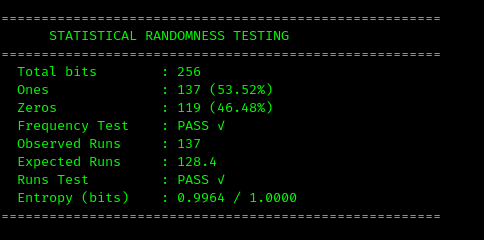 =======================================================
STATISTICAL RANDOMNESS TESTING
=======================================================
Total bits : 256
Ones : 137 (53.52%)
Zeros : 119 (46.48%)
Frequency Test : PASS √
Observed Runs : 137
Expected Runs : 128.4
Runs Test : PASS √
Entropy (bits) : 0.9964 / 1.0000
=======================================================